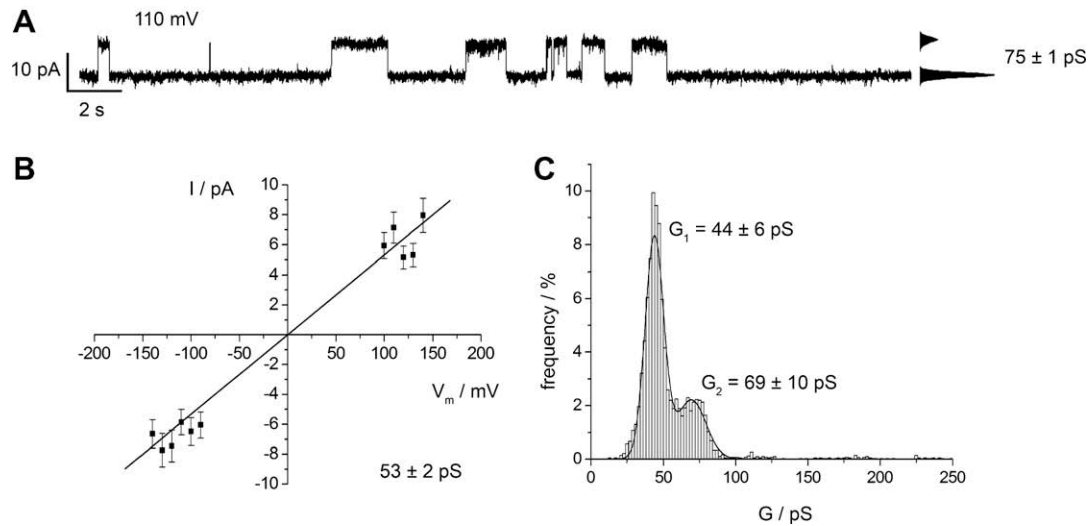 A
110 mV
10 pA
2 s
75 ± 1 pS
B
I / pA
10
8
6
4
2
-2
-4
-6
-8
-10
-200 -150 -100 -50 50 100 150 200
V_m / mV
53 ± 2 pS
C
frequency / %
10
8
6
4
2
0
0 50 100 150 200 250
G / pS
G₁ = 44 ± 6 pS
G₂ = 69 ± 10 pS